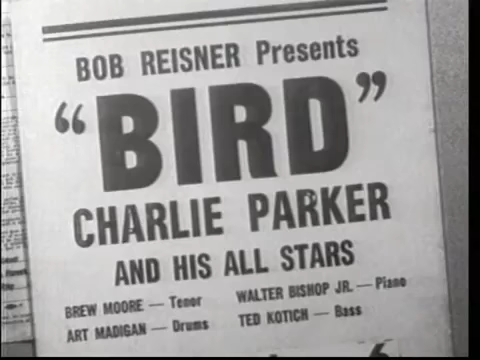 BOB REISNER Presents
“BIRD”
CHARLIE PARKER
AND HIS ALL STARS
BREW MOORE — Tenor WALTER BISHOP JR. — Piano
ART MADIGAN — Drums TED KOTICH — Bass